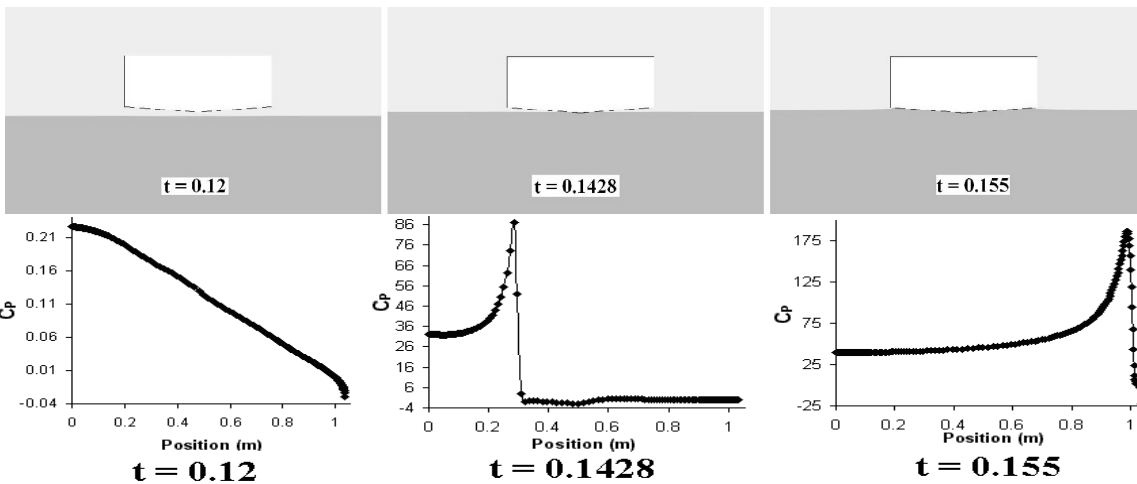 t = 0.12
t = 0.1428
t = 0.155
0.21
0.16
0.11
0.06
0.01
-0.04
CP
0 0.2 0.4 0.6 0.8 1
Position (m)
t = 0.12
86
76
66
56
46
36
26
16
6
-4
CP
0 0.2 0.4 0.6 0.8 1
Position (m)
t = 0.1428
175
125
75
25
-25
CP
0 0.2 0.4 0.6 0.8 1
Position (m)
t = 0.155